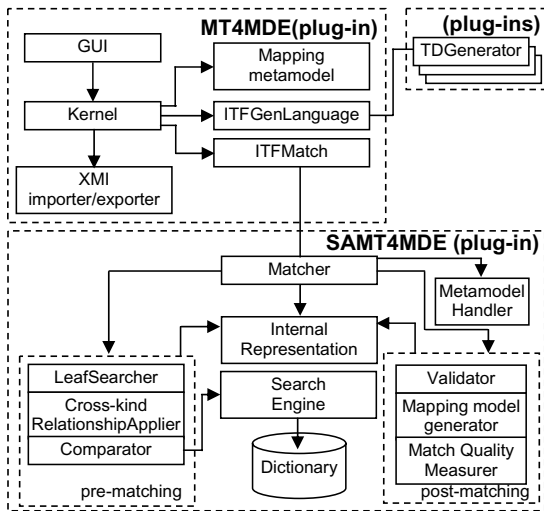 MT4MDE(plug-in)
(plug-ins)
GUI
Mapping
metamodel
TDGenerator
Kernel
ITFGenLanguage
ITFMatch
XMI
importer/exporter
SAMT4MDE (plug-in)
Matcher
Metamodel
Handler
Internal
Representation
LeafSearcher
Cross-kind
RelationshipApplier
Comparator
pre-matching
Search
Engine
Dictionary
Validator
Mapping model
generator
Match Quality
Measurer
post-matching